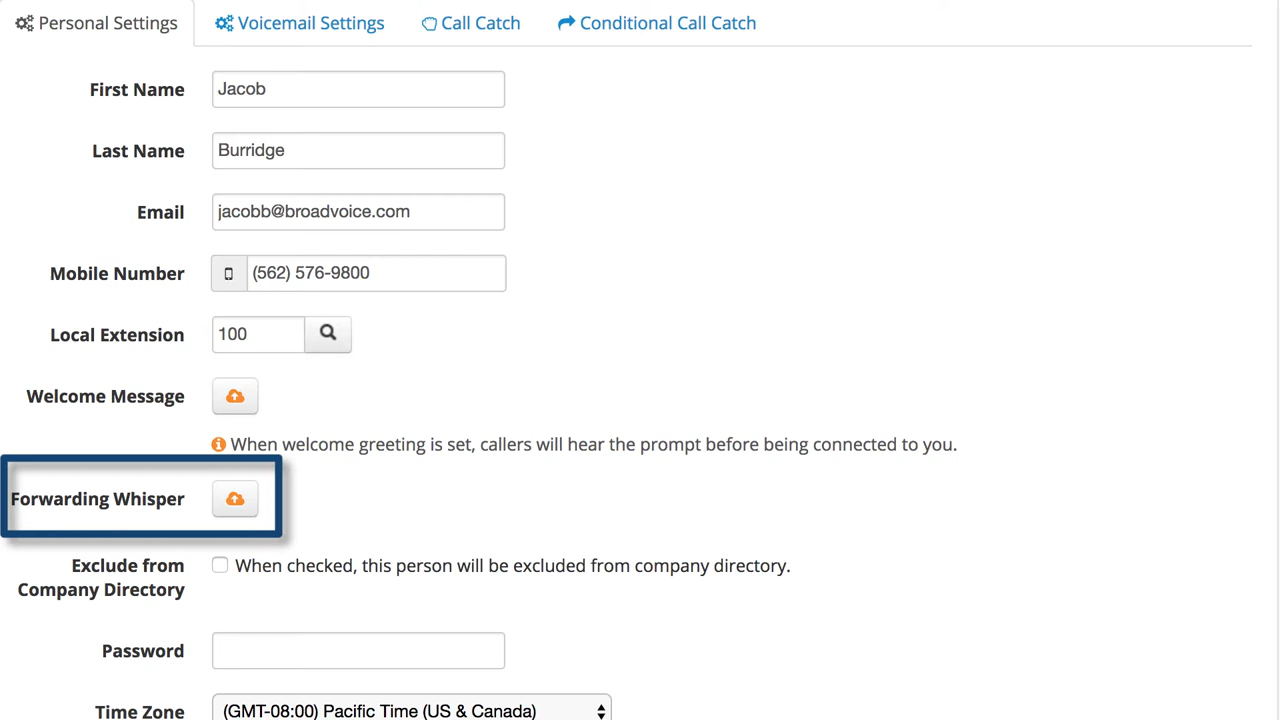 Personal Settings Voicemail Settings Call Catch Conditional Call Catch
First Name Jacob
Last Name Burridge
Email jacobb@broadvoice.com
Mobile Number (562) 576-9800
Local Extension 100
Welcome Message
When welcome greeting is set, callers will hear the prompt before being connected to you.
Forwarding Whisper
Exclude from When checked, this person will be excluded from company directory.
Company Directory
Password
Time Zone (GMT-08:00) Pacific Time (US & Canada)